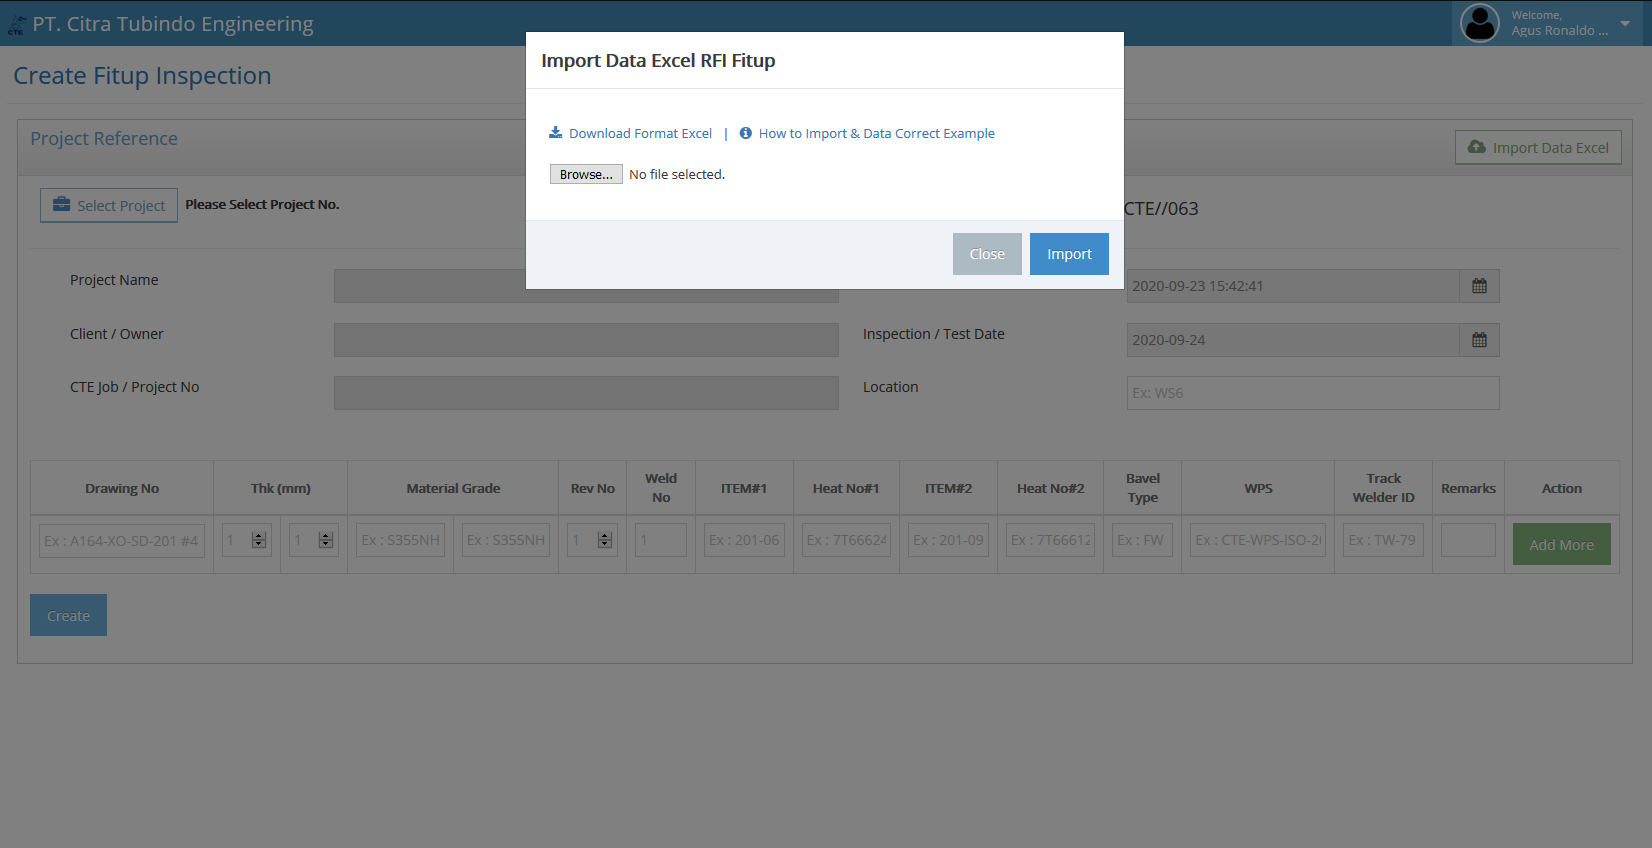 CTE PT. Citra Tubindo Engineering
Welcome,
Agus Ronaldo ...
Create Fitup Inspection
Import Data Excel RFI Fitup
Download Format Excel | How to Import & Data Correct Example
Browse... No file selected.
Close Import
Project Reference
Import Data Excel
Select Project Please Select Project No.
CTE//063
Project Name
2020-09-23 15:42:41
Client / Owner
Inspection / Test Date
2020-09-24
CTE Job / Project No
Location
Ex: WS6
Drawing No Thk (mm) Material Grade Rev No Weld No ITEM#1 Heat No#1 ITEM#2 Heat No#2 Bavel Type WPS Track Welder ID Remarks Action
Ex : A164-XO-SD-201 #4 1 1 Ex : S355NH Ex : S355NH 1 1 Ex : 201-06 Ex : 7T66624 Ex : 201-09 Ex : 7T66612 Ex : FW Ex : CTE-WPS-ISO-2 Ex : TW-79 Add More
Create